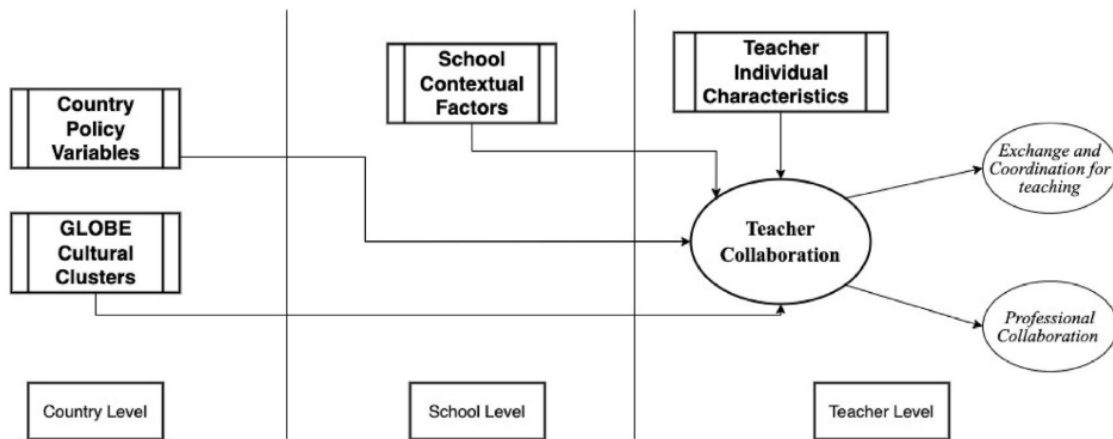 Country
Policy
Variables
GLOBE
Cultural
Clusters
School
Contextual
Factors
Teacher
Individual
Characteristics
Teacher
Collaboration
Exchange and
Coordination for
teaching
Professional
Collaboration
Country Level
School Level
Teacher Level